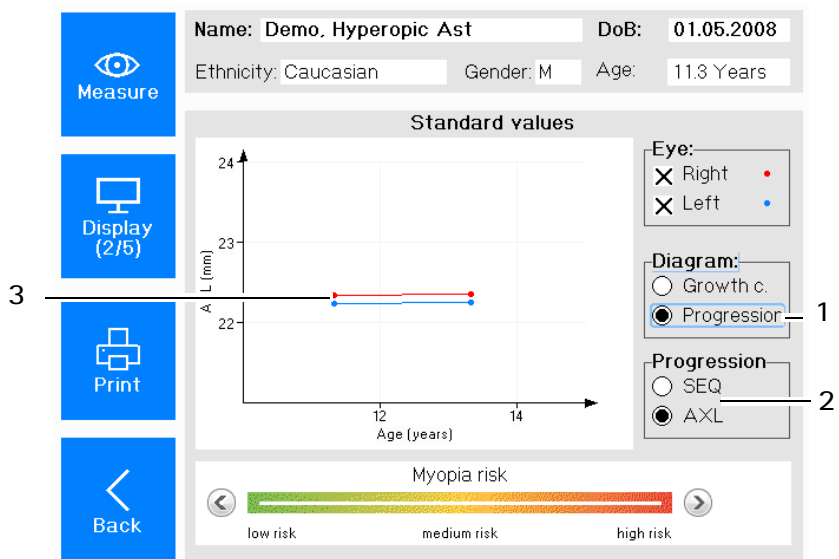 Name: Demo, Hyperopic Ast DoB: 01.05.2008
Ethnicity: Caucasian Gender: M Age: 11.3 Years
Measure
Display
(2/5)
Print
Back
Standard values
24
23
22
A L (mm)
12 14
Age (years)
Eye:
Right
Left
Diagram:
Growth c.
Progression
Progression
SEQ
AXL
Myopia risk
low risk medium risk high risk
1
2
3